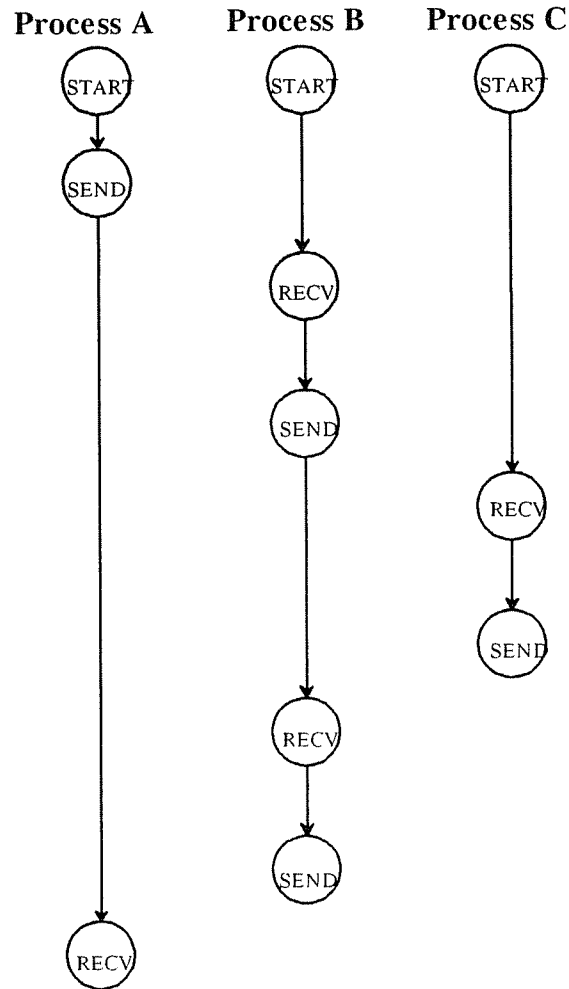 Process A
Process B
Process C
START
START
START
SEND
RECV
SEND
RECV
SEND
RECV
SEND
RECV